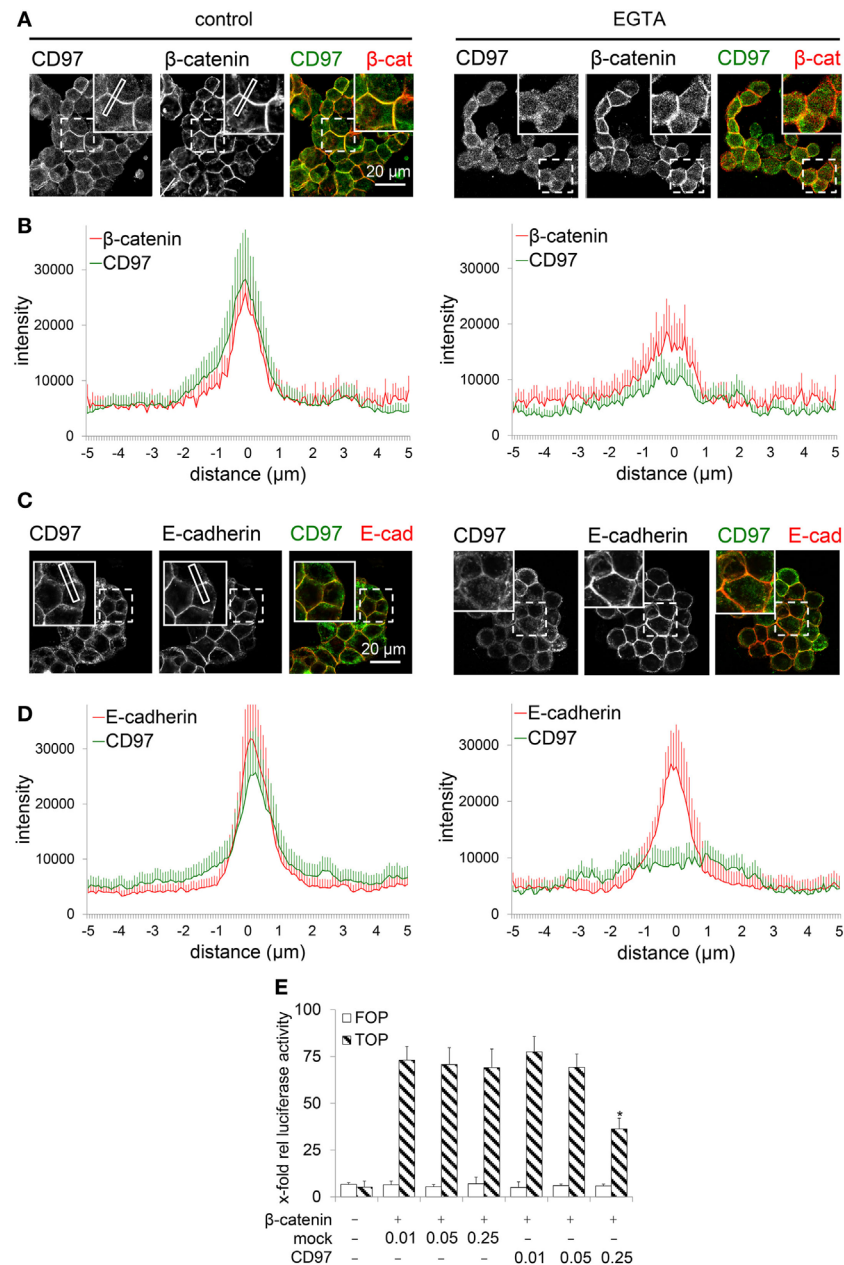 A control EGTA
CD97 β-catenin CD97 β-cat CD97 β-catenin CD97 β-cat
20 µm
B
β-catenin
CD97
intensity
30000
20000
10000
0
-5 -4 -3 -2 -1 0 1 2 3 4 5
distance (µm)
β-catenin
CD97
intensity
30000
20000
10000
0
-5 -4 -3 -2 -1 0 1 2 3 4 5
distance (µm)
C
CD97 E-cadherin CD97 E-cad CD97 E-cadherin CD97 E-cad
20 µm
D
E-cadherin
CD97
intensity
30000
20000
10000
0
-5 -4 -3 -2 -1 0 1 2 3 4 5
distance (µm)
E-cadherin
CD97
intensity
30000
20000
10000
0
-5 -4 -3 -2 -1 0 1 2 3 4 5
distance (µm)
E
x-fold rel luciferase activity
100
75
50
25
0
FOP
TOP
*
β-catenin – + + + + + +
mock – 0.01 0.05 0.25 – – –
CD97 – – – – 0.01 0.05 0.25